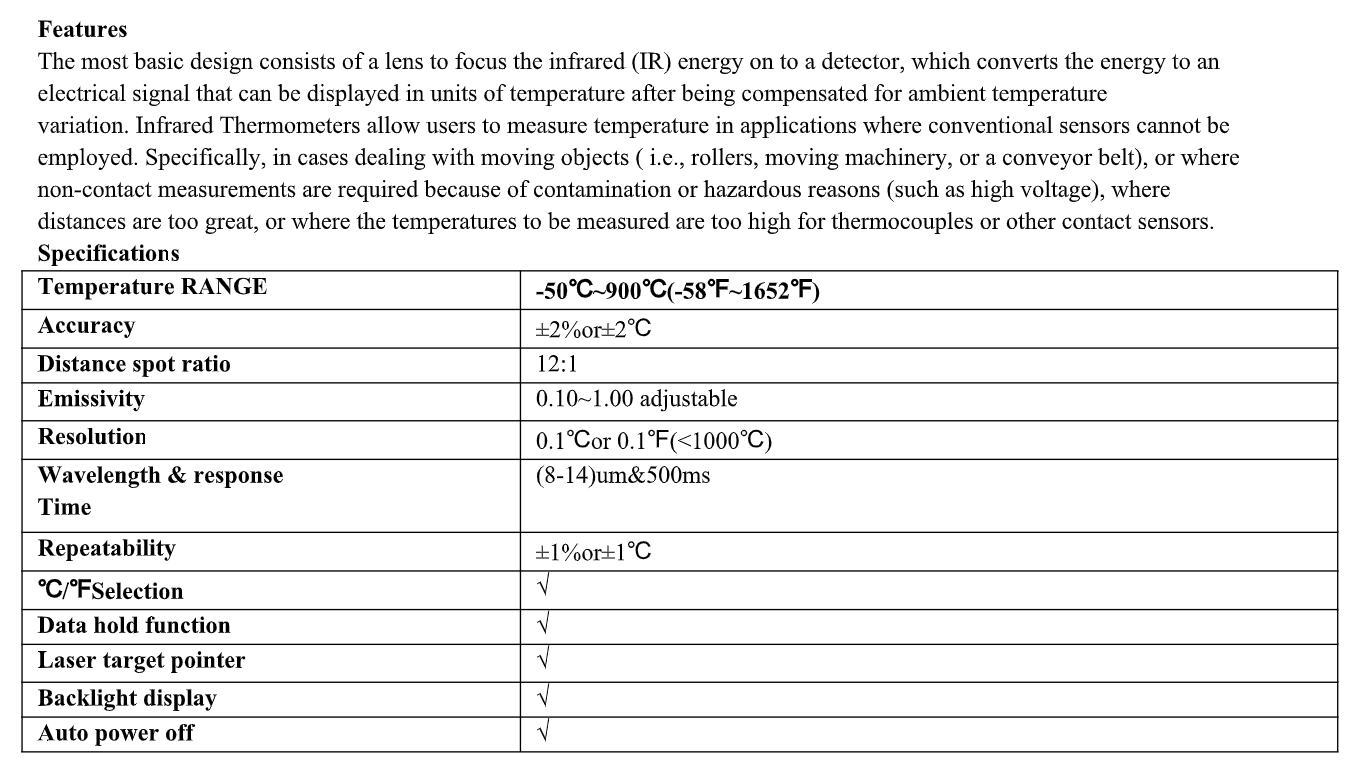 Features
The most basic design consists of a lens to focus the infrared (IR) energy on to a detector, which converts the energy to an
electrical signal that can be displayed in units of temperature after being compensated for ambient temperature
variation. Infrared Thermometers allow users to measure temperature in applications where conventional sensors cannot be
employed. Specifically, in cases dealing with moving objects ( i.e., rollers, moving machinery, or a conveyor belt), or where
non-contact measurements are required because of contamination or hazardous reasons (such as high voltage), where
distances are too great, or where the temperatures to be measured are too high for thermocouples or other contact sensors.
Specifications
Temperature RANGE -50℃~900℃(-58℉~1652℉)
Accuracy ±2%or±2℃
Distance spot ratio 12:1
Emissivity 0.10~1.00 adjustable
Resolution 0.1℃or 0.1℉(<1000℃)
Wavelength & response (8-14)um&500ms
Time
Repeatability ±1%or±1℃
℃/℉Selection √
Data hold function √
Laser target pointer √
Backlight display √
Auto power off √